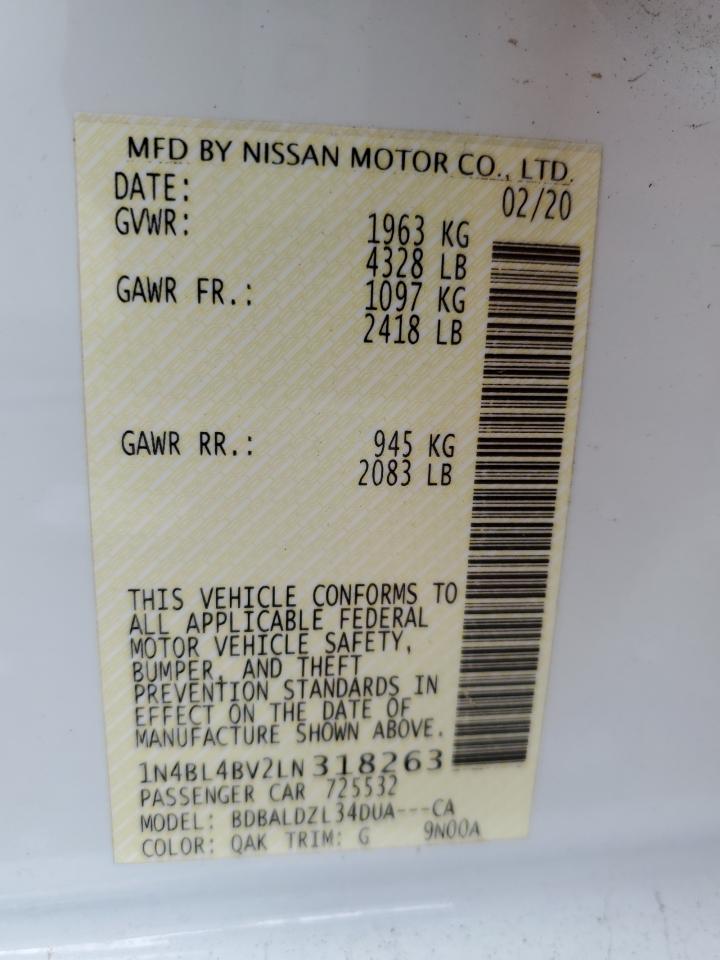 MFD BY NISSAN MOTOR CO., LTD.
DATE: 02/20
GVWR: 1963 KG
4328 LB
GAWR FR.: 1097 KG
2418 LB
GAWR RR.: 945 KG
2083 LB
THIS VEHICLE CONFORMS TO
ALL APPLICABLE FEDERAL
MOTOR VEHICLE SAFETY,
BUMPER, AND THEFT
PREVENTION STANDARDS IN
EFFECT ON THE DATE OF
MANUFACTURE SHOWN ABOVE.
1N4BL4BV2LN318263
PASSENGER CAR 725532
MODEL: BDBALDZL34DUA---CA
COLOR: QAK TRIM: G 9N00A